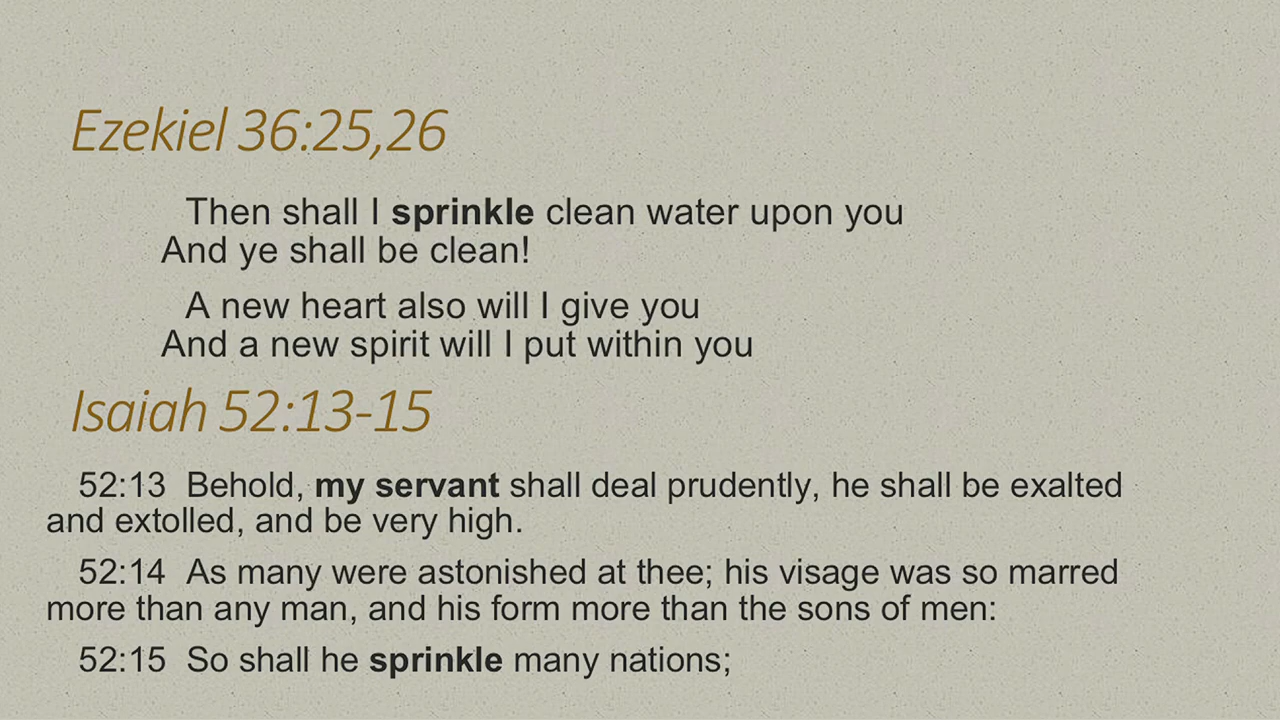 Ezekiel 36:25,26
Then shall I sprinkle clean water upon you
And ye shall be clean!
A new heart also will I give you
And a new spirit will I put within you
Isaiah 52:13-15
52:13 Behold, my servant shall deal prudently, he shall be exalted
and extolled, and be very high.
52:14 As many were astonished at thee; his visage was so marred
more than any man, and his form more than the sons of men:
52:15 So shall he sprinkle many nations;